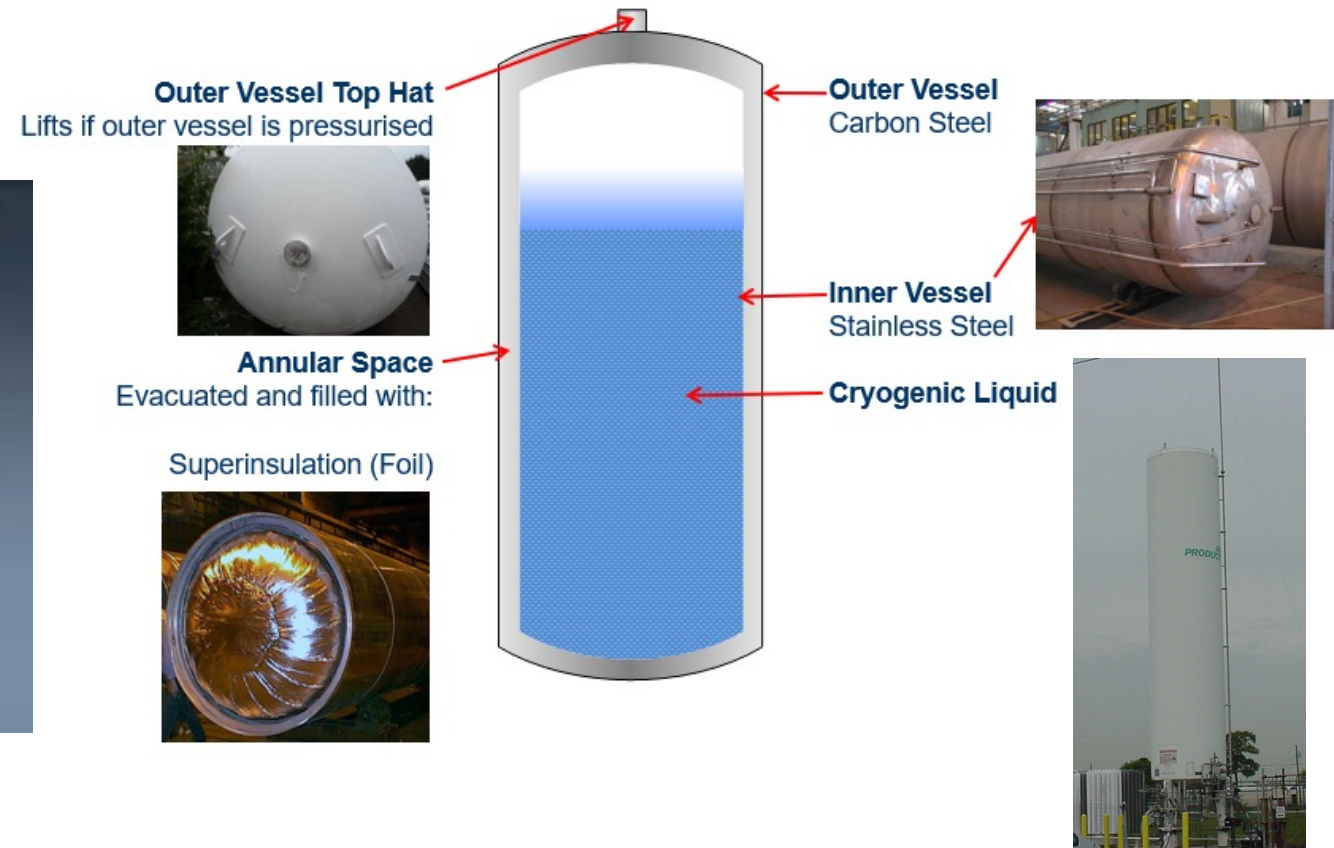 Outer Vessel Top Hat
Lifts if outer vessel is pressurised
Annular Space
Evacuated and filled with:
Superinsulation (Foil)
Outer Vessel
Carbon Steel
Inner Vessel
Stainless Steel
Cryogenic Liquid